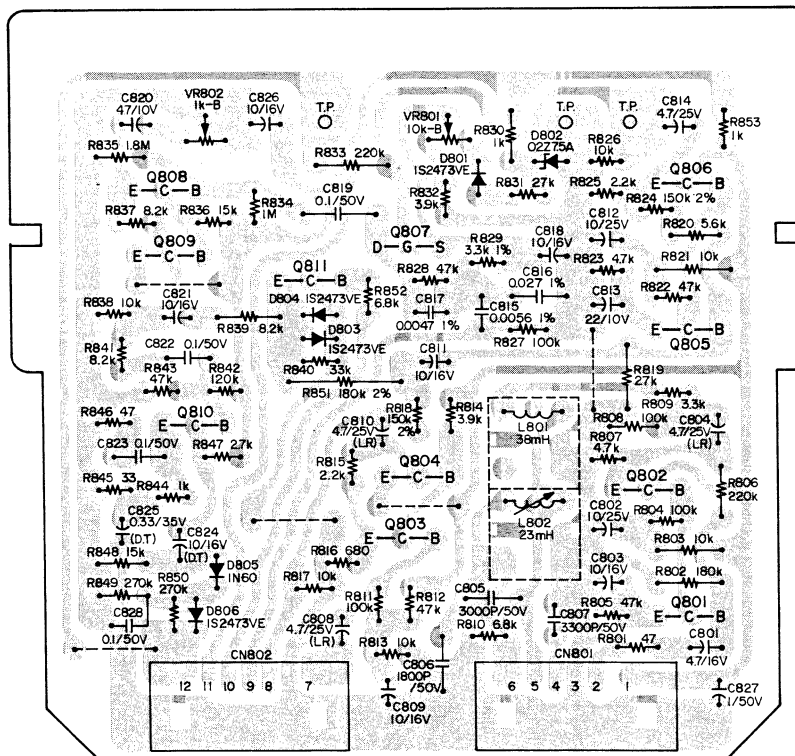 C820
47/10V
VR802
1k-B
C826
10/16V
T.P.
VR801
10k-B
R830
1k
T.P.
T.P.
D802
02Z7.5A
R826
10k
C814
4.7/25V
R853
1k
R835 1.8M
R833 220k
D801
1S2473VE
Q808
E-C-B
R834
1M
C819
0.1/50V
R832
3.9k
R831 27k
R825 2.2k
Q806
E-C-B
R824 150k 2%
R837 8.2k
R836 15k
Q807
D-G-S
R829
3.3k 1%
C818
10/16V
C812
10/25V
R820 5.6k
Q809
E-C-B
Q811
E-C-B
R852
6.8k
R828 47k
C816
0.027 1%
R823 4.7k
R821 10k
D804 1S2473VE
C817
0.0047 1%
C815
0.0056 1%
C813
22/10V
R822 47k
R838 10k
C821
10/16V
R839 8.2k
D803
1S2473VE
R827 100k
Q805
E-C-B
R841
8.2k
C822 0.1/50V
C811
10/16V
R843
47k
R842
120k
R840 33k
R851 180k 2%
R819
27k
R846 47
Q810
E-C-B
C810
4.7/25V
(LR)
R818
150k
2%
R814
3.9k
L801
38mH
R809 3.3k
R808
100k
C804
4.7/25V
(LR)
C823 0.1/50V
R847 2.7k
R815
2.2k
Q804
E-C-B
R807
4.7k
R845 33
R844 1k
L802
23mH
Q802
E-C-B
R806
220k
C825
0.33/35V
(D.T)
C824
10/16V
(D.T)
Q803
E-C-B
C802
10/25V
R804 100k
R803 10k
R848 15k
D805
1N60
R816 680
C803
10/16V
R802 180k
R849 270k
R850
270k
R817 10k
R811
100k
R812
47k
C805
3000P/50V
R805 47k
Q801
E-C-B
C828
0.1/50V
D806
1S2473VE
C808
4.7/25V
(LR)
R810 6.8k
C807
3300P/50V
R801 47
C801
4.7/16V
R813 10k
C806
1800P
/50V
CN802
CN801
12 11 10 9 8 7
6 5 4 3 2 1
C809
10/16V
C827
1/50V